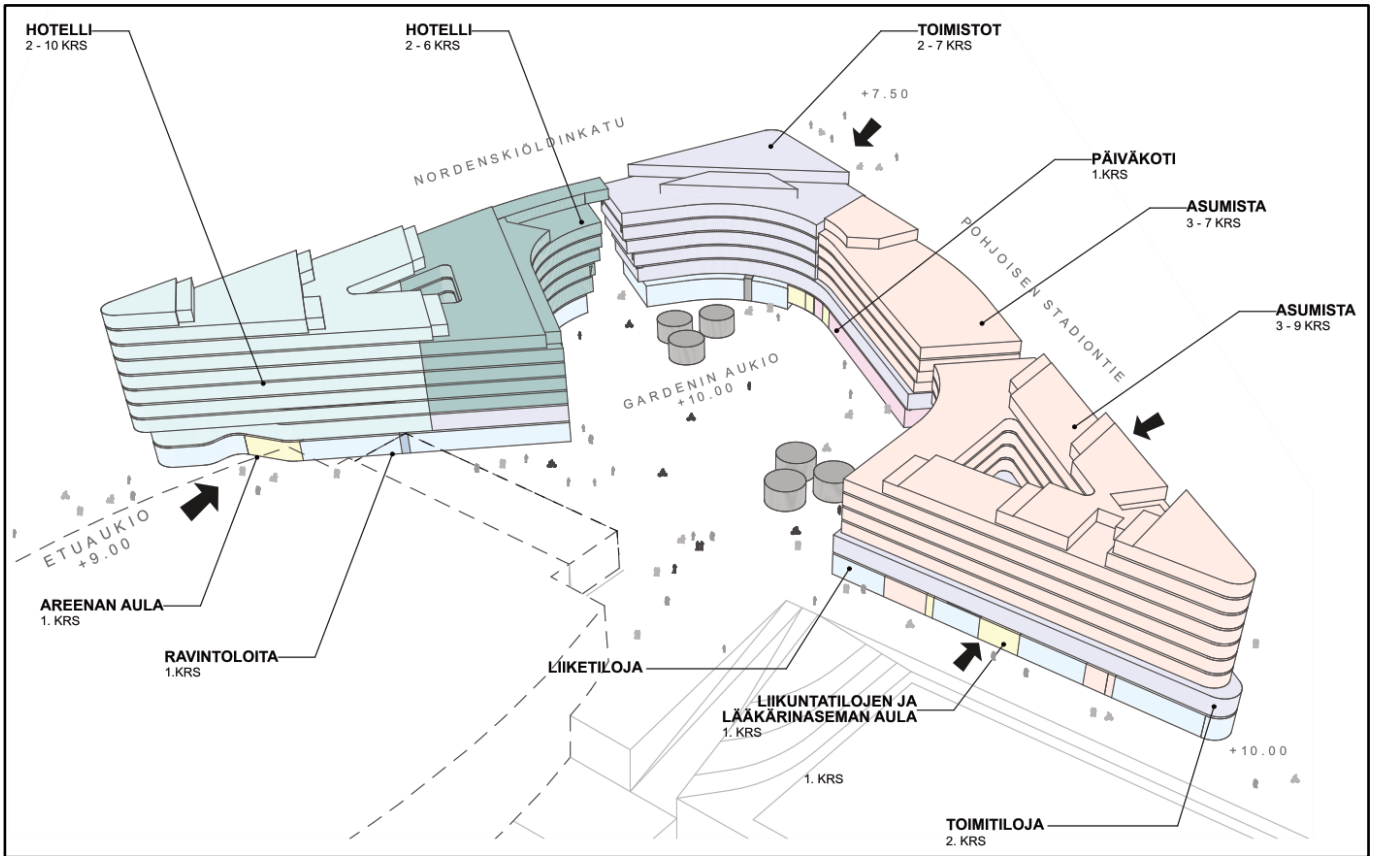 HOTELLI
2 - 10 KRS
HOTELLI
2 - 6 KRS
TOIMISTOT
2 - 7 KRS
+7.50
NORDENSKIÖLDINKATU
PÄIVÄKOTI
1.KRS
ASUMISTA
3 - 7 KRS
POHJOISEN STADIONTIE
ASUMISTA
3 - 9 KRS
GARDENIN AUKIO
+10.00
ETUAUKIO
+9.00
AREENAN AULA
1. KRS
RAVINTOLOITA
1.KRS
LIIKETILOJA
LIIKUNTATILOJEN JA
LÄÄKÄRINASEMAN AULA
1. KRS
1. KRS
+10.00
TOIMITILOJA
2. KRS